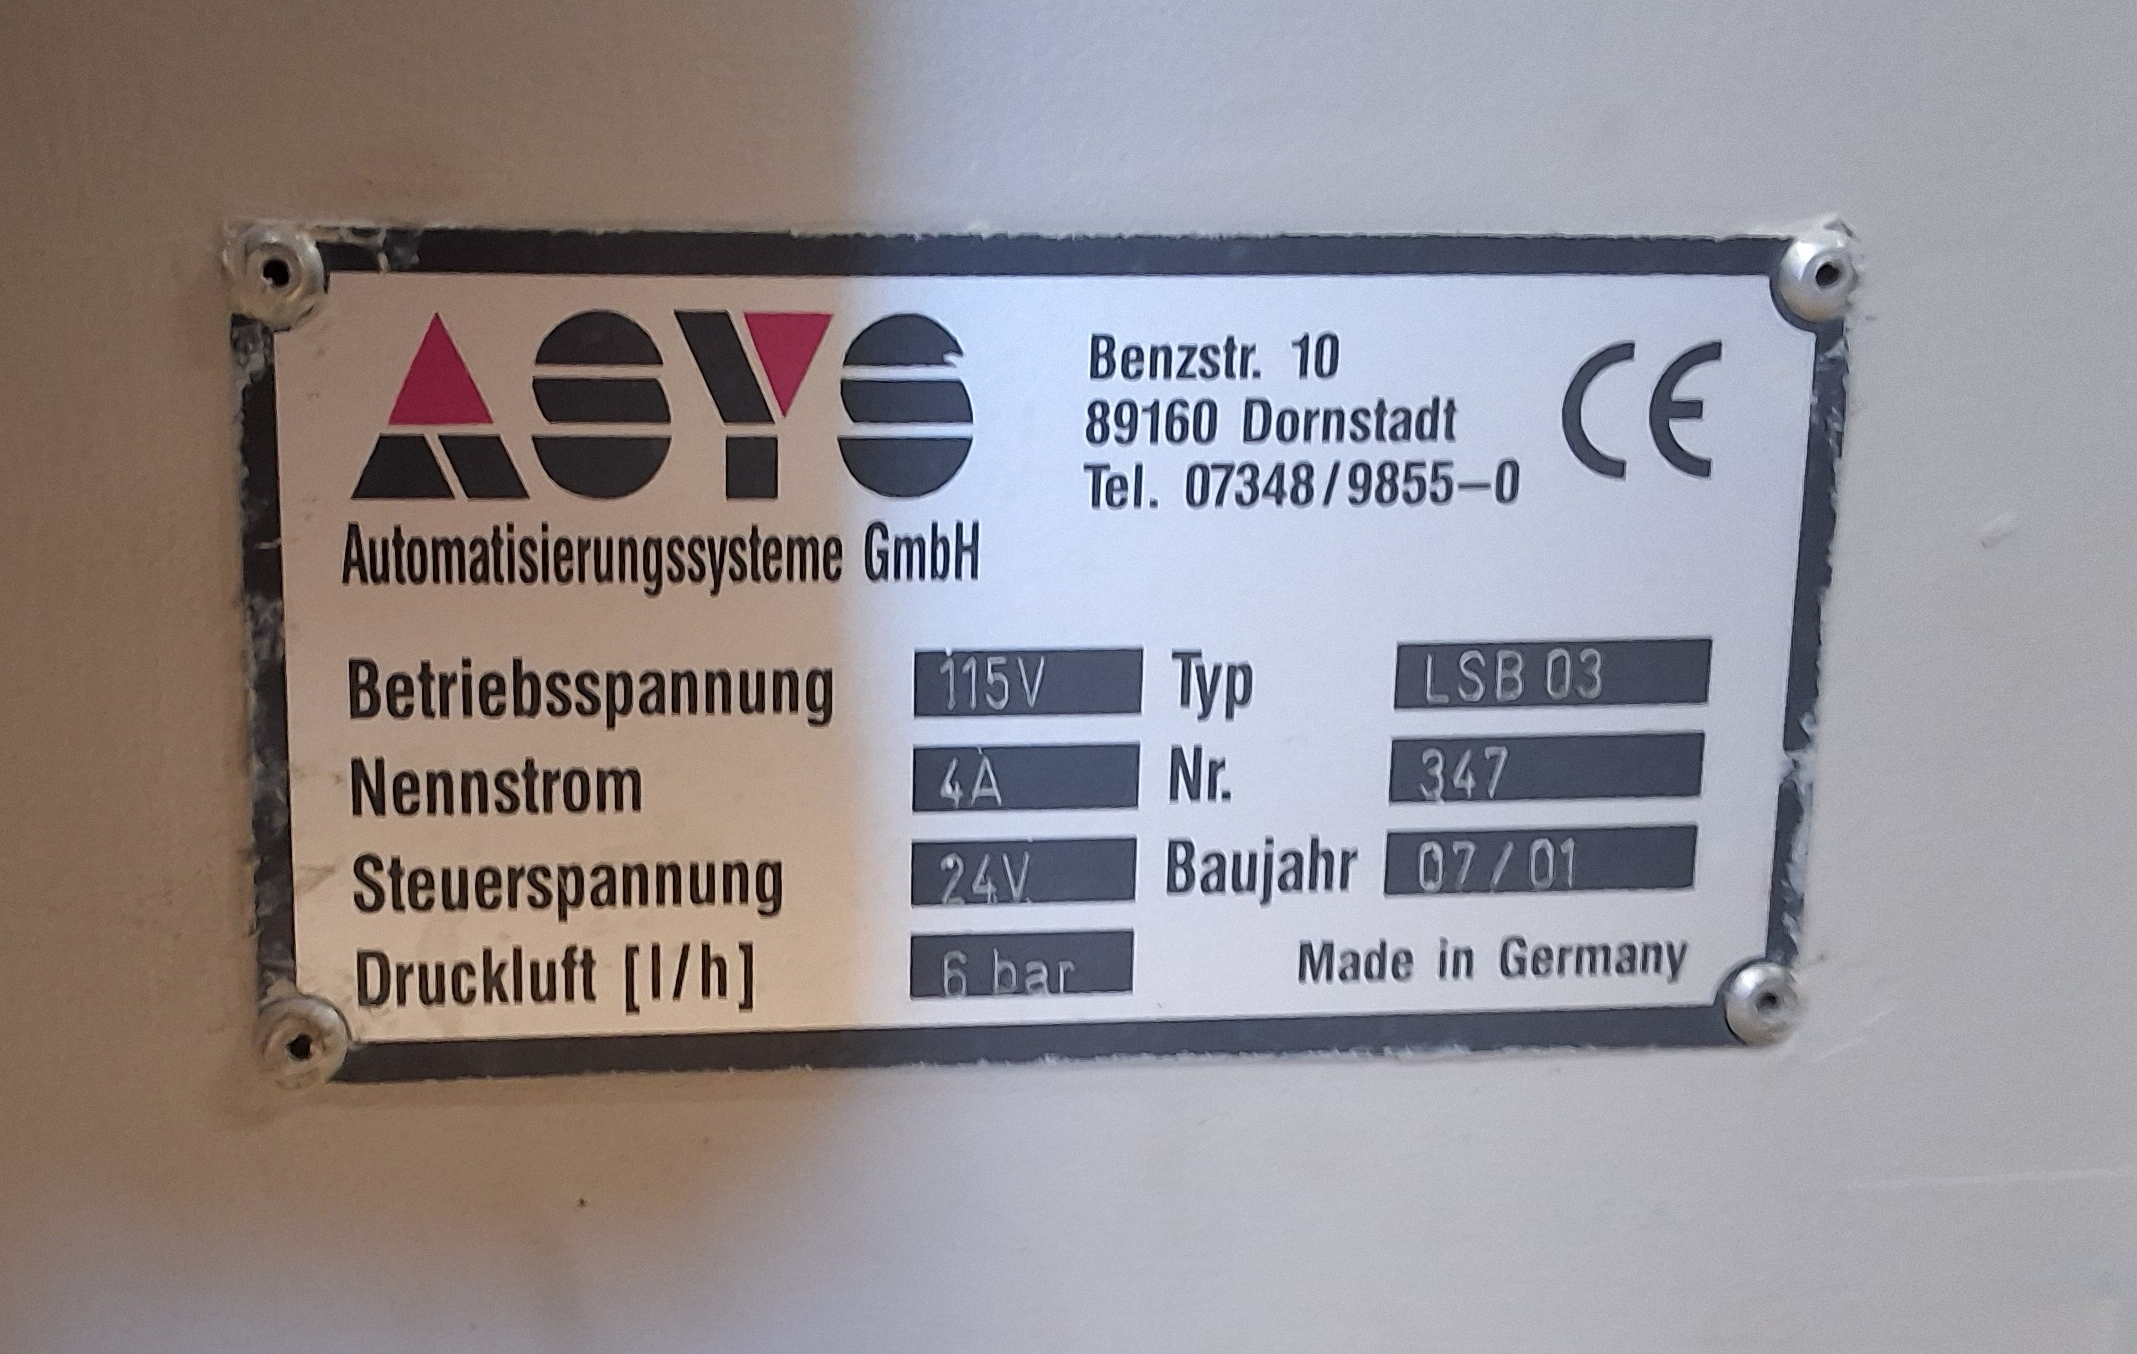 ASYS
Automatisierungssysteme GmbH
Benzstr. 10
89160 Dornstadt
Tel. 07348/9855-0
CE
Betriebsspannung 115V Typ LSB 03
Nennstrom 4A Nr. 347
Steuerspannung 24V Baujahr 07/01
Druckluft [l/h] 6 bar
Made in Germany